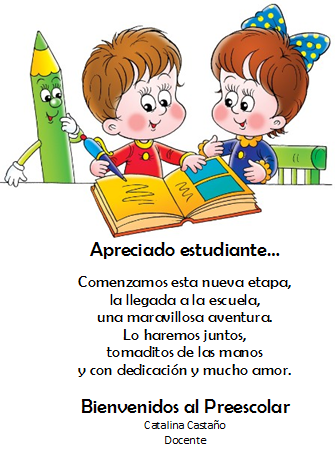 Apreciado estudiante...
Comenzamos esta nueva etapa,
la llegada a la escuela,
una maravillosa aventura.
Lo haremos juntos,
tomaditos de las manos
y con dedicación y mucho amor.
Bienvenidos al Preescolar
Catalina Castaño
Docente